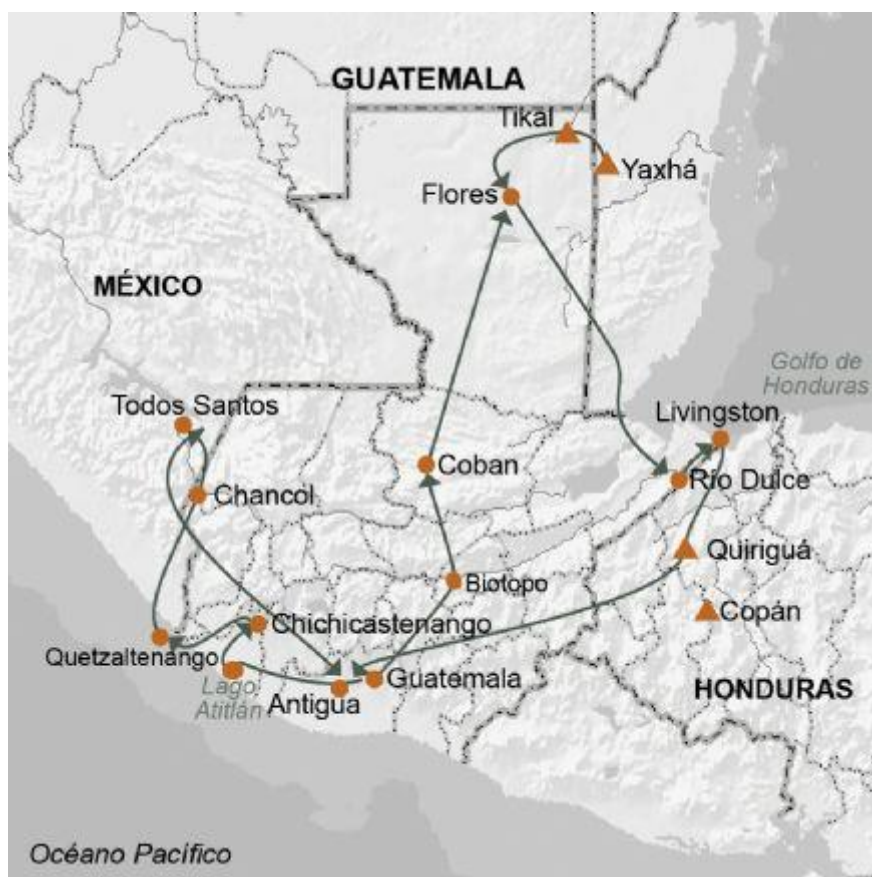 GUATEMALA
Tikal
Yaxhá
Flores
MÉXICO
Golfo de
Honduras
Todos Santos
Livingston
Coban
Río Dulce
Chancol
Quiriguá
Biotopo
Copán
Chichicastenango
Quetzaltenango
Lago
Atitlán
Guatemala
Antigua
HONDURAS
Océano Pacífico